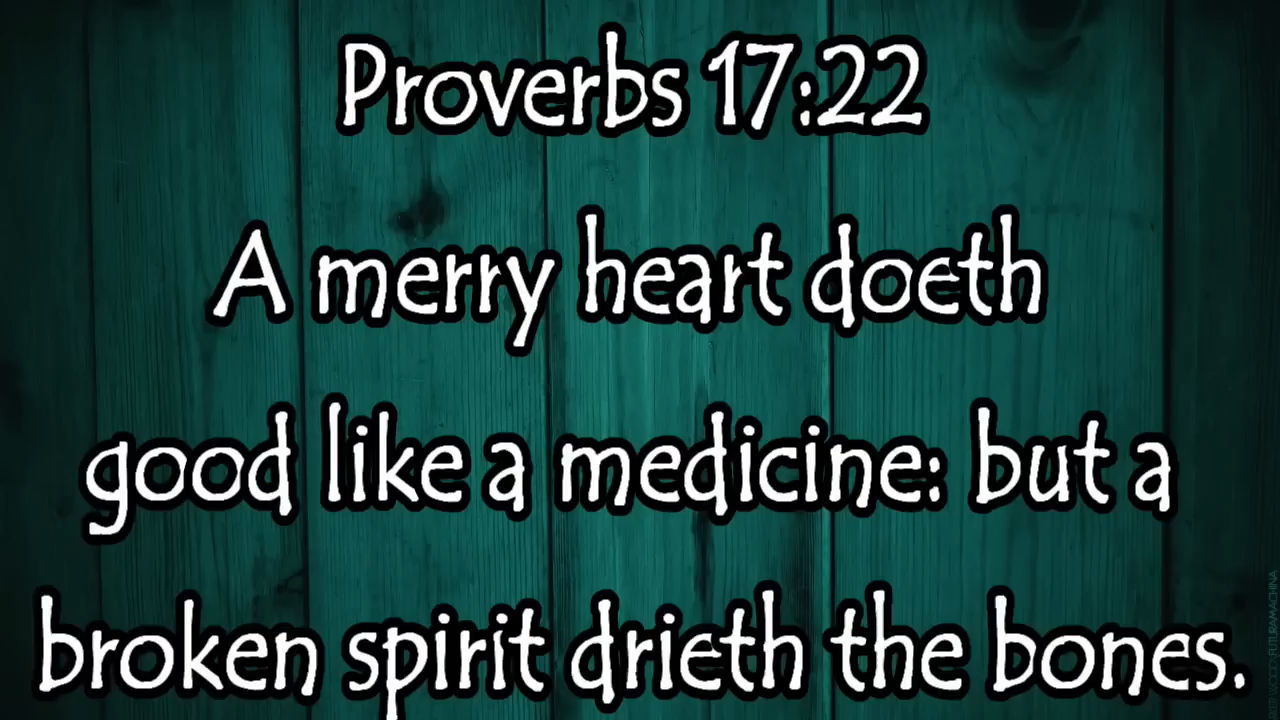 Proverbs 17:22
A merry heart doeth
good like a medicine: but a
broken spirit drieth the bones.